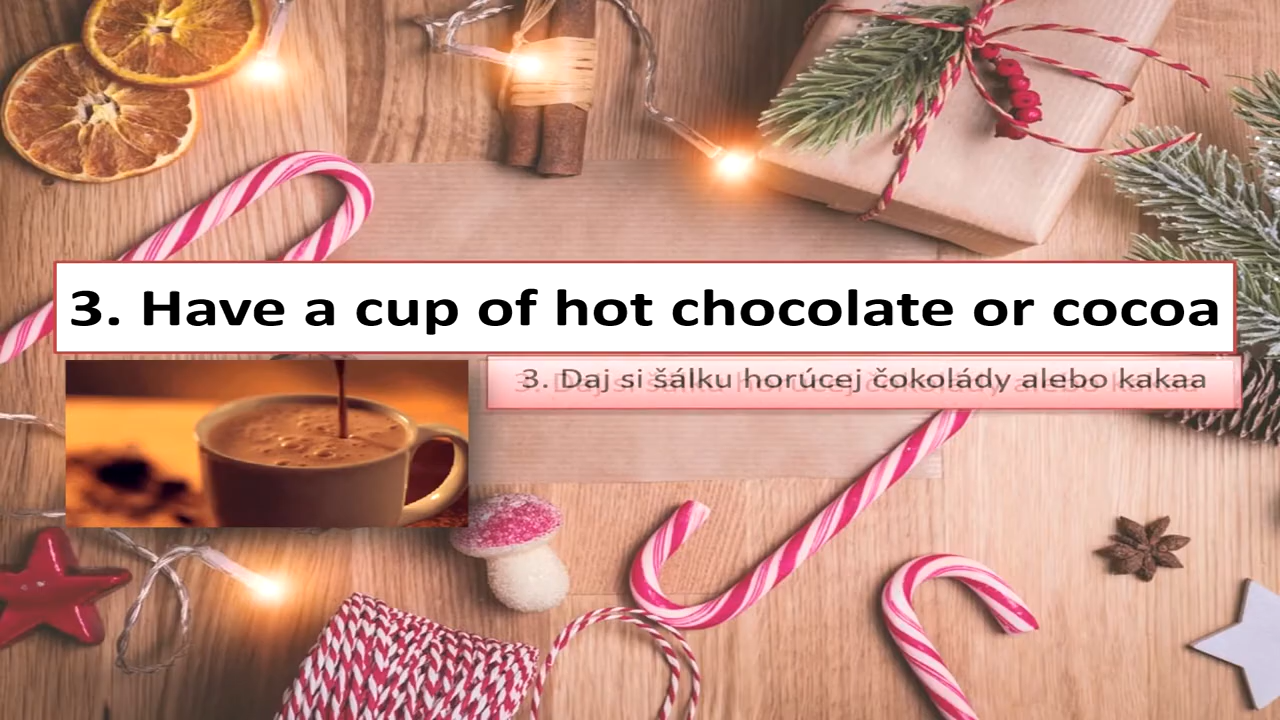 3. Have a cup of hot chocolate or cocoa
3. Daj si šálku horúcej čokolády alebo kakaa